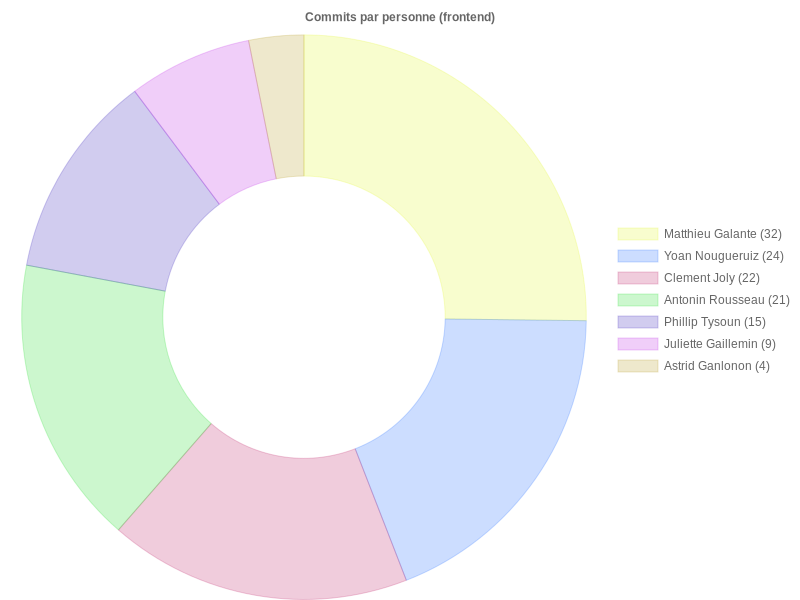 Commits par personne (frontend)
Matthieu Galante (32)
Yoan Nougueruiz (24)
Clement Joly (22)
Antonin Rousseau (21)
Phillip Tysoun (15)
Juliette Gaillemin (9)
Astrid Ganlonon (4)